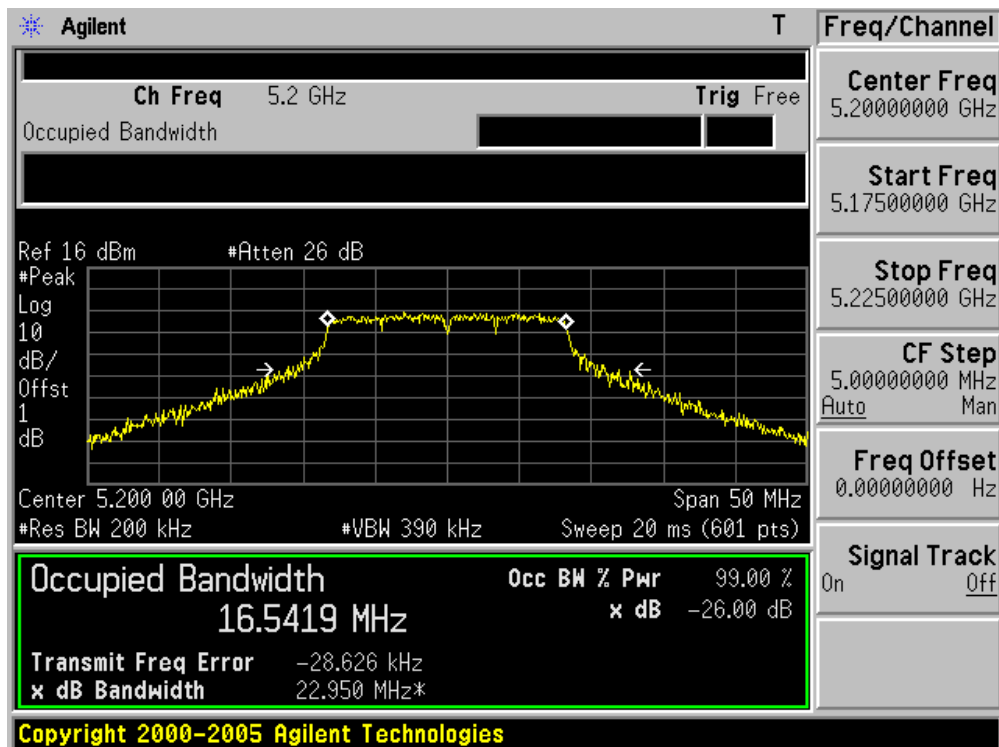 Agilent T
Ch Freq 5.2 GHz Trig Free
Occupied Bandwidth
Ref 16 dBm #Atten 26 dB
#Peak
Log
10
dB/
Offst
1
dB
Center 5.200 00 GHz Span 50 MHz
#Res BW 200 kHz #VBW 390 kHz Sweep 20 ms (601 pts)
Occupied Bandwidth
16.5419 MHz
Occ BW % Pwr 99.00 %
x dB -26.00 dB
Transmit Freq Error -28.626 kHz
x dB Bandwidth 22.950 MHz*
Copyright 2000-2005 Agilent Technologies
Freq/Channel
Center Freq
5.20000000 GHz
Start Freq
5.17500000 GHz
Stop Freq
5.22500000 GHz
CF Step
5.00000000 MHz
Auto Man
Freq Offset
0.00000000 Hz
Signal Track
On Off